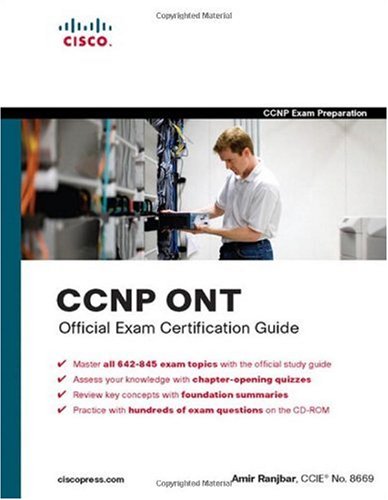 Copyrighted Material
CISCO.
CCNP Exam Preparation
CCNP ONT
Official Exam Certification Guide
✓ Master all 642-845 exam topics with the official study guide
✓ Assess your knowledge with chapter-opening quizzes
✓ Review key concepts with foundation summaries
✓ Practice with hundreds of exam questions on the CD-ROM
ciscopress.com
Amir Ranjbar, CCIE® No. 8669
Copyrighted Material